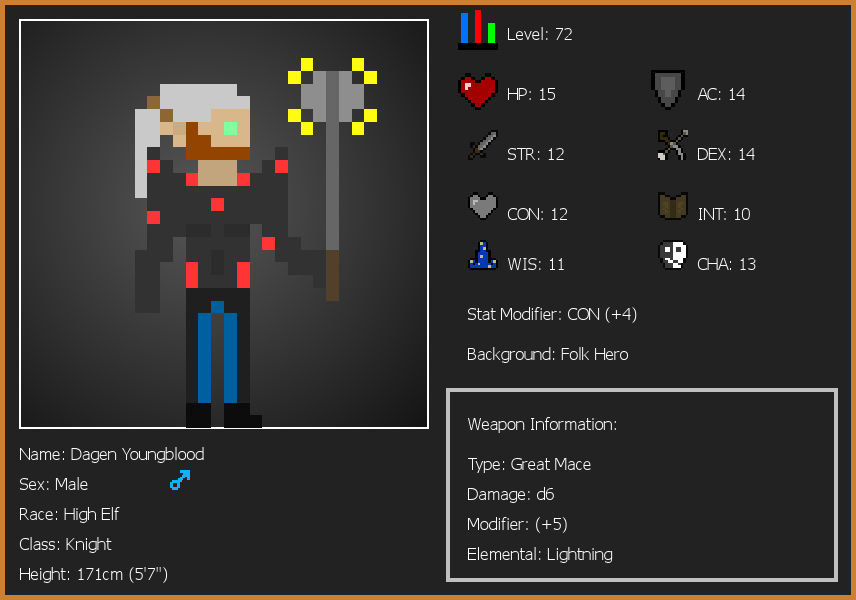 Level: 72
HP: 15
AC: 14
STR: 12
DEX: 14
CON: 12
INT: 10
WIS: 11
CHA: 13
Stat Modifier: CON (+4)
Background: Folk Hero
Weapon Information:
Type: Great Mace
Damage: d6
Modifier: (+5)
Elemental: Lightning
Name: Dagen Youngblood
Sex: Male
Race: High Elf
Class: Knight
Height: 171cm (5'7")